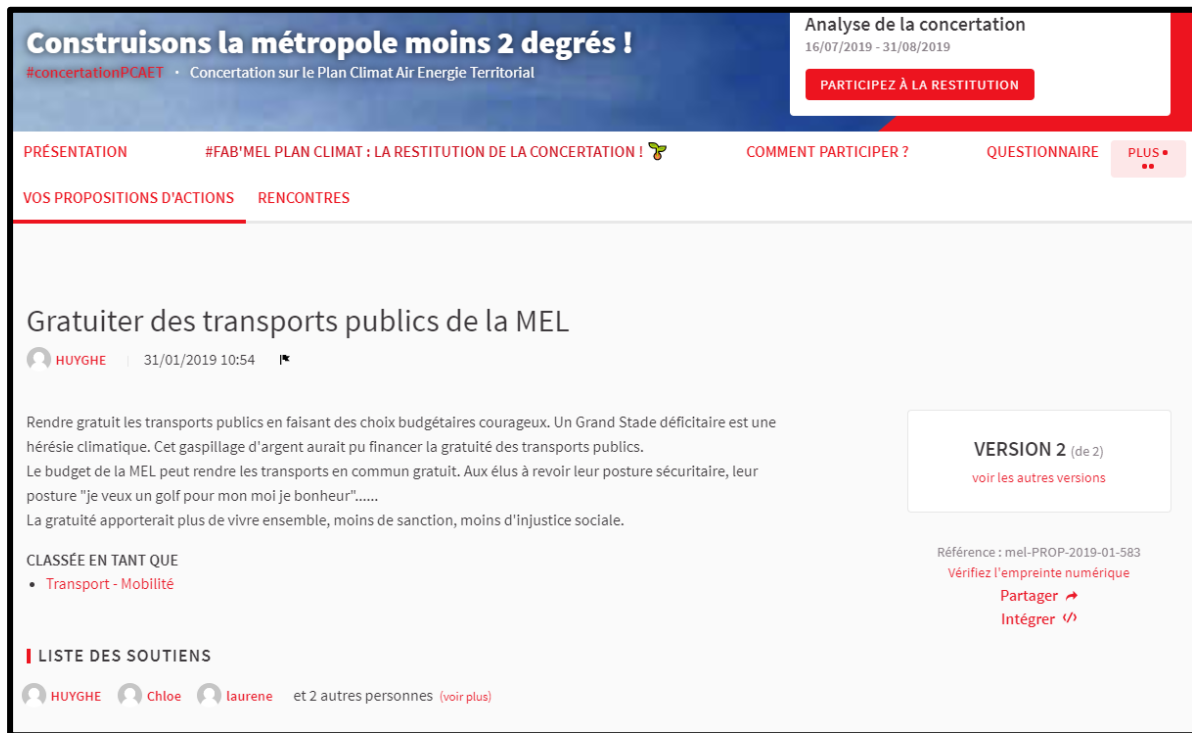 Construisons la métropole moins 2 degrés !
#concertationPCAET • Concertation sur le Plan Climat Air Energie Territorial
Analyse de la concertation
16/07/2019 - 31/08/2019
PARTICIPEZ À LA RESTITUTION
PRÉSENTATION #FAB'MEL PLAN CLIMAT : LA RESTITUTION DE LA CONCERTATION ! COMMENT PARTICIPER ? QUESTIONNAIRE PLUS
VOS PROPOSITIONS D'ACTIONS RENCONTRES
Gratuiter des transports publics de la MEL
HUYGHE 31/01/2019 10:54
Rendre gratuit les transports publics en faisant des choix budgétaires courageux. Un Grand Stade déficitaire est une
hérésie climatique. Cet gaspillage d'argent aurait pu financer la gratuité des transports publics.
Le budget de la MEL peut rendre les transports en commun gratuit. Aux élus à revoir leur posture sécuritaire, leur
posture "je veux un golf pour mon moi je bonheur"......
La gratuité apporterait plus de vivre ensemble, moins de sanction, moins d'injustice sociale.
CLASSÉE EN TANT QUE
• Transport - Mobilité
VERSION 2 (de 2)
voir les autres versions
Référence : mel-PROP-2019-01-583
Vérifiez l'empreinte numérique
Partager
Intégrer
LISTE DES SOUTIENS
HUYGHE Chloe laurene et 2 autres personnes (voir plus)